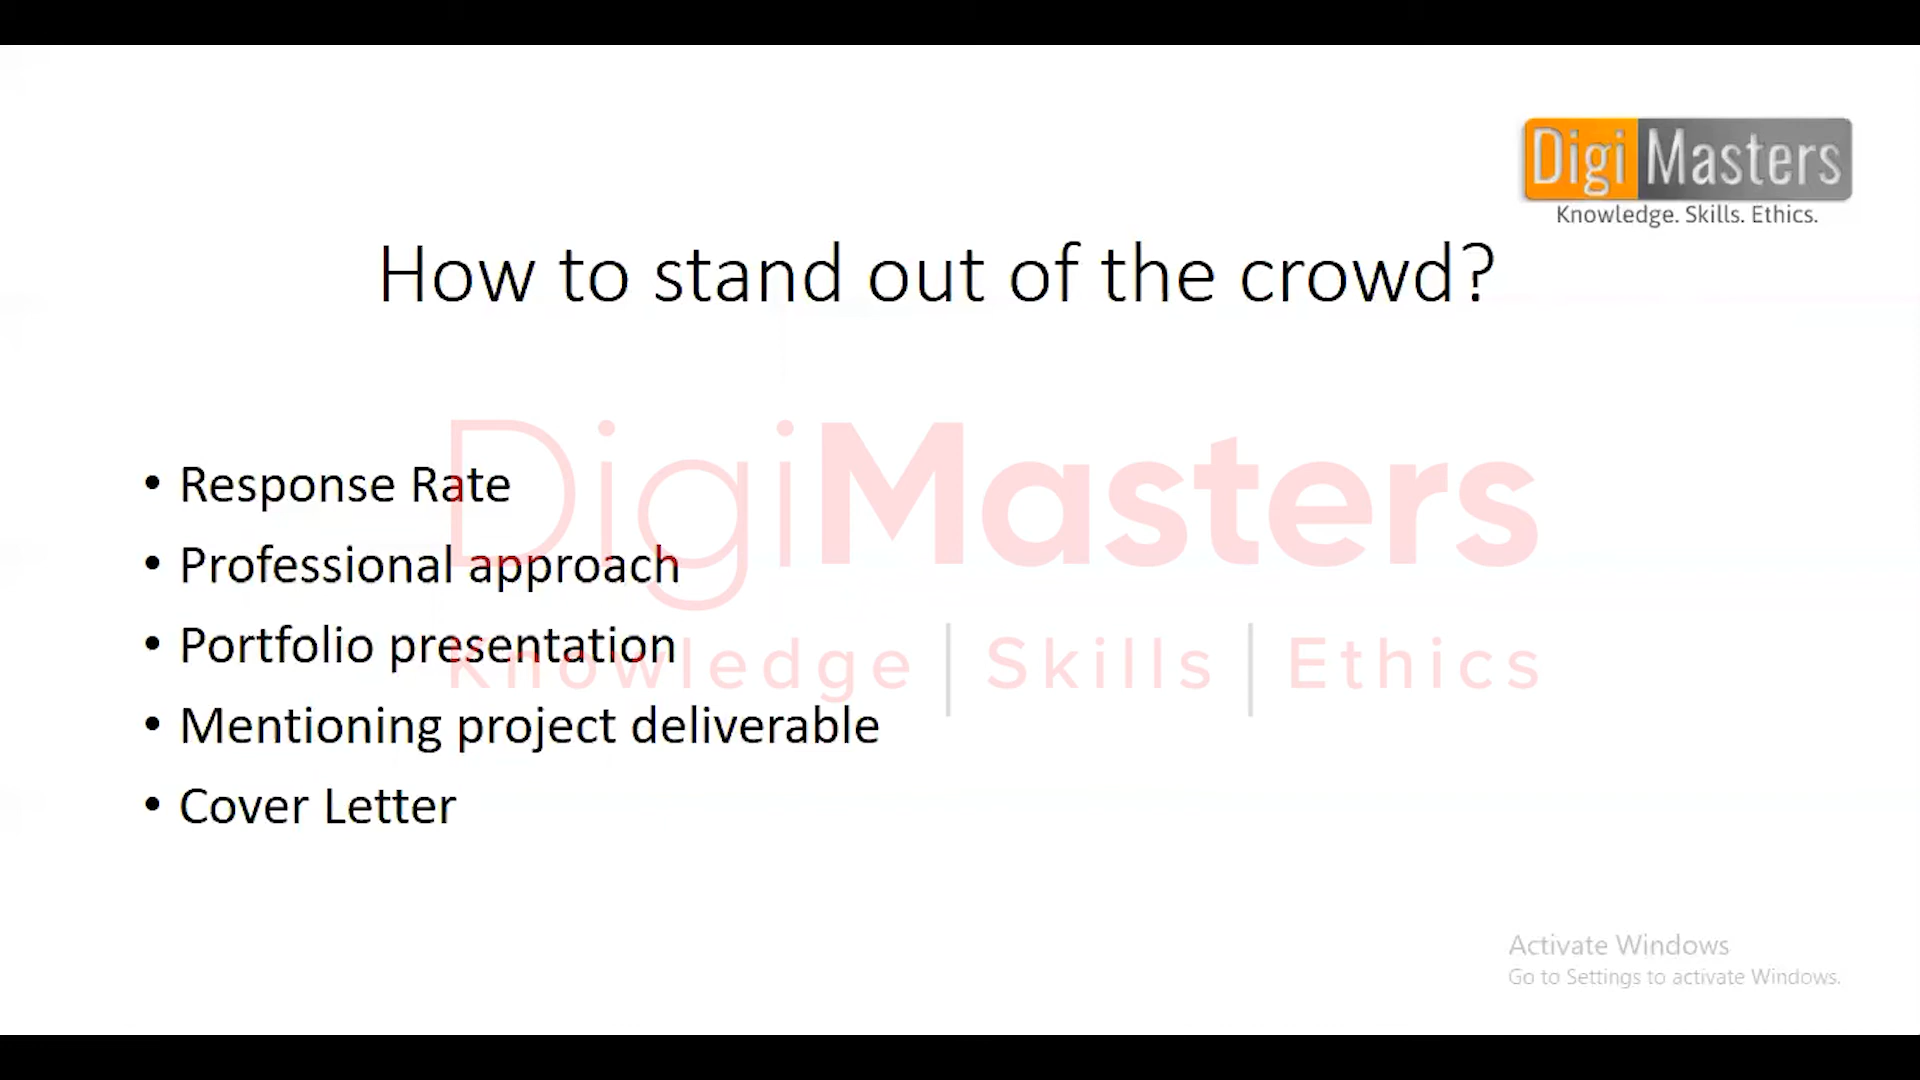 Digi Masters
Knowledge. Skills. Ethics.
How to stand out of the crowd?
DigiMasters
Knowledge | Skills | Ethics
• Response Rate
• Professional approach
• Portfolio presentation
• Mentioning project deliverable
• Cover Letter
Activate Windows
Go to Settings to activate Windows.